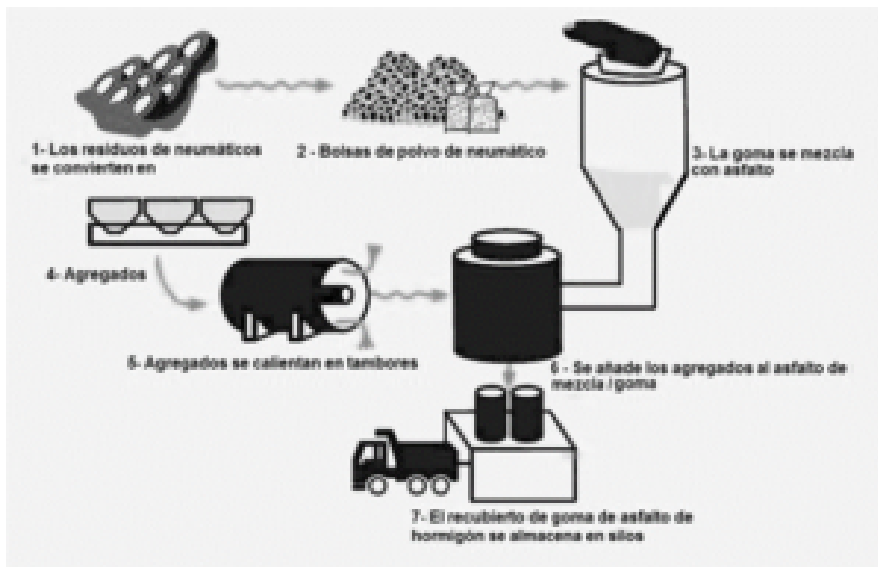 1- Los residuos de neumáticos
se convierten en
2 - Bolsas de polvo de neumático
3- La goma se mezcla
con asfalto
4- Agregados
5- Agregados se calientan en tambores
6 - Se añade los agregados al asfalto de
mezcla / goma
7- El recubierto de goma de asfalto de
hormigón se almacena en silos